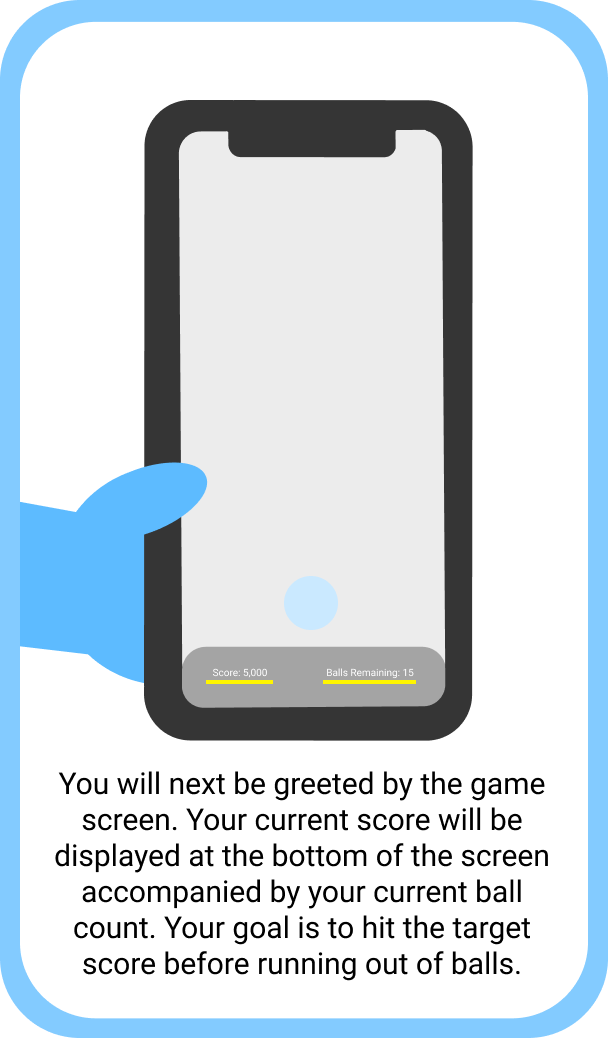 Score: 5,000 Balls Remaining: 15
You will next be greeted by the game
screen. Your current score will be
displayed at the bottom of the screen
accompanied by your current ball
count. Your goal is to hit the target
score before running out of balls.